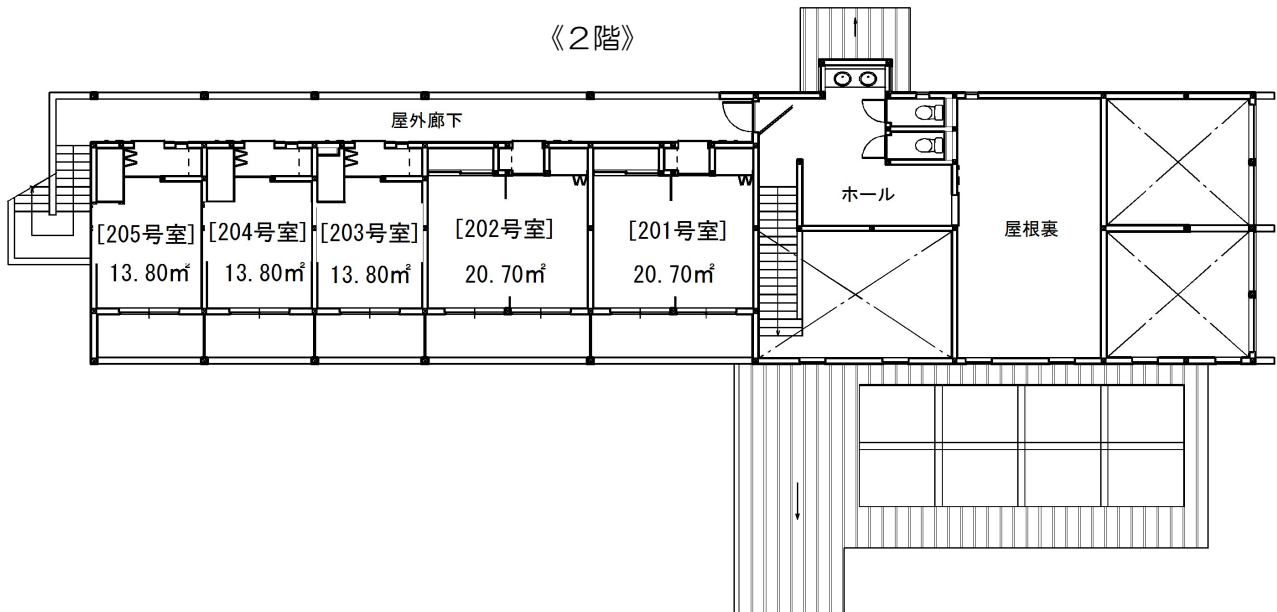 《２階》
屋外廊下
ホール
屋根裏
[205号室]
13.80㎡
[204号室]
13.80㎡
[203号室]
13.80㎡
[202号室]
20.70㎡
[201号室]
20.70㎡